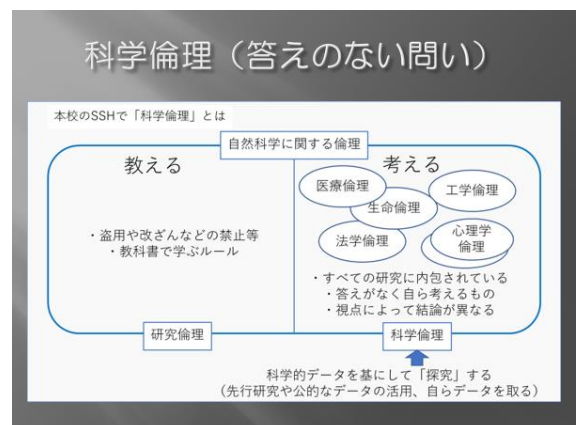 科学倫理（答えのない問い）
本校のSSHで「科学倫理」とは
自然科学に関する倫理
教える
・盗用や改ざんなどの禁止等
・教科書で学ぶルール
研究倫理
考える
医療倫理
工学倫理
生命倫理
法学倫理
心理学
倫理
・すべての研究に内包されている
・答えがなく自ら考えるもの
・視点によって結論が異なる
科学倫理
科学的データを基にして「探究」する
（先行研究や公的なデータの活用、自らデータを取る）